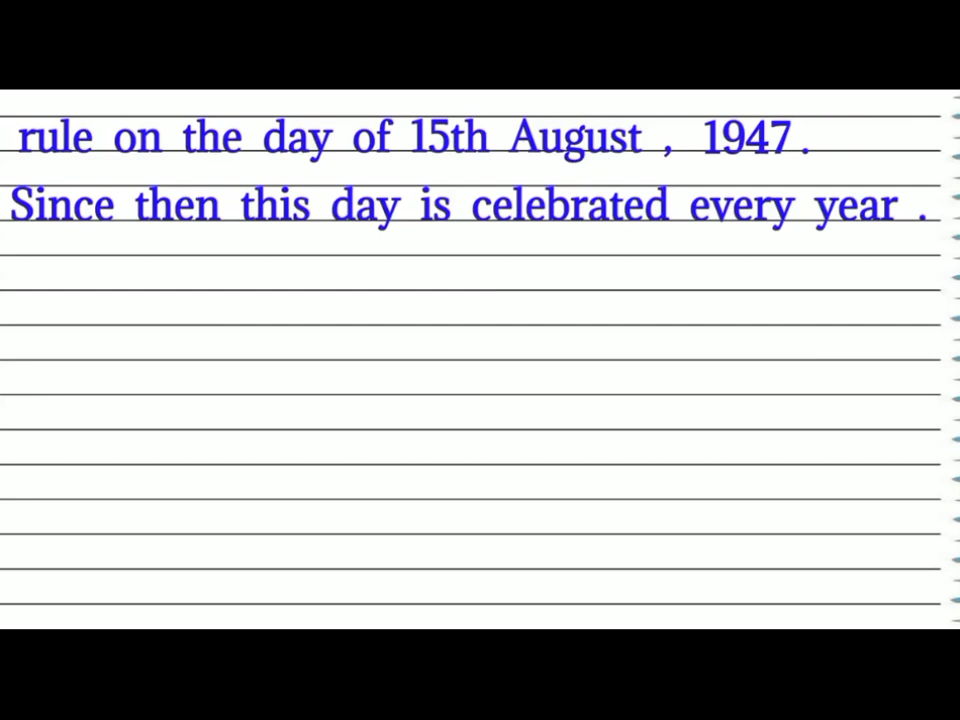 rule on the day of 15th August , 1947 .
Since then this day is celebrated every year .